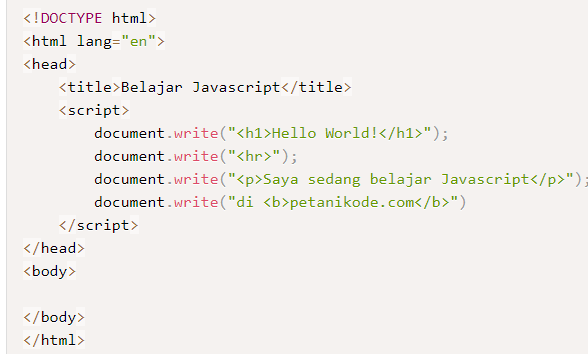 <!DOCTYPE html>
<html lang="en">
<head>
    <title>Belajar Javascript</title>
    <script>
        document.write("<h1>Hello World!</h1>");
        document.write("<hr>");
        document.write("<p>Saya sedang belajar Javascript</p>");
        document.write("di <b>petanikode.com</b>")
    </script>
</head>
<body>

</body>
</html>